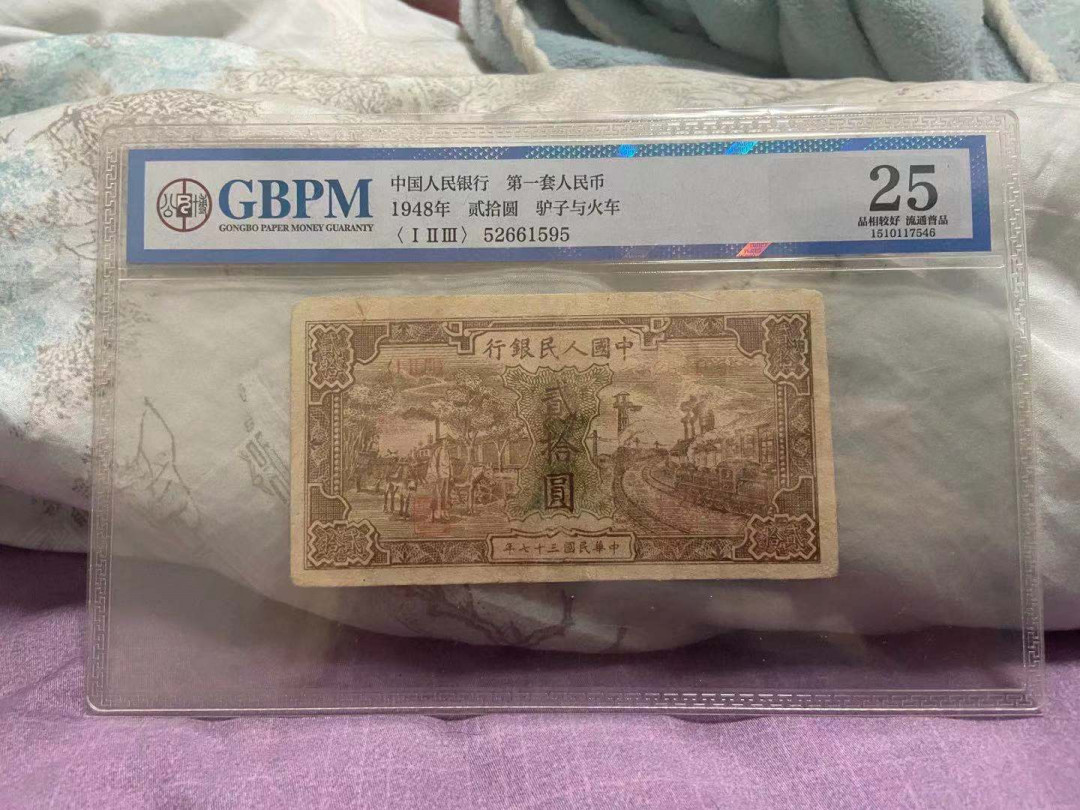 GBPM
GONGBO PAPER MONEY GUARANTY
中国人民银行 第一套人民币
1948年 贰拾圆 驴子与火车
〈ⅠⅡⅢ〉 52661595
25
品相较好 流通普品
1510117546
行銀民人國中
貳拾圓
年七十三國民華中